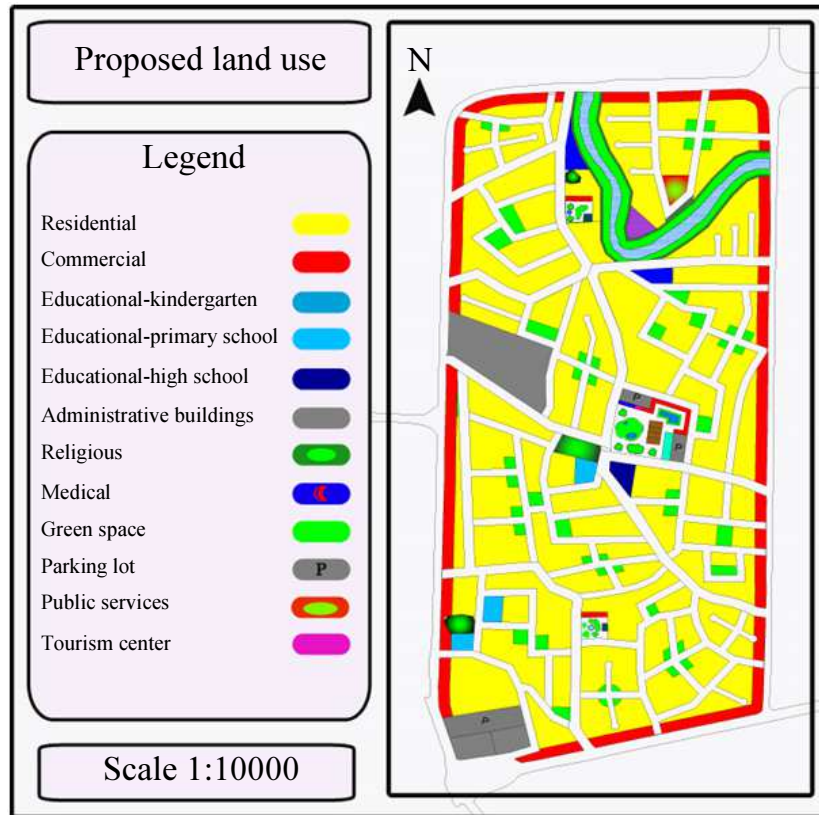 Proposed land use
Legend
Residential
Commercial
Educational-kindergarten
Educational-primary school
Educational-high school
Administrative buildings
Religious
Medical
Green space
Parking lot
P
Public services
Tourism center
Scale 1:10000
N
P
P
P